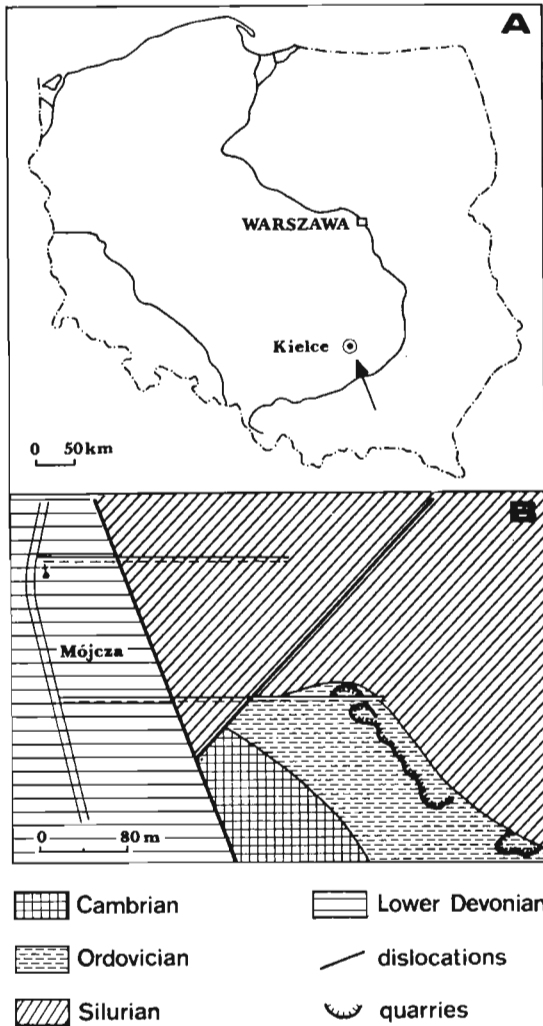 A
WARSZAWA
Kielce
0 50km
B
Mójcza
0 80 m
Cambrian
Lower Devonian
Ordovician
dislocations
Silurian
quarries